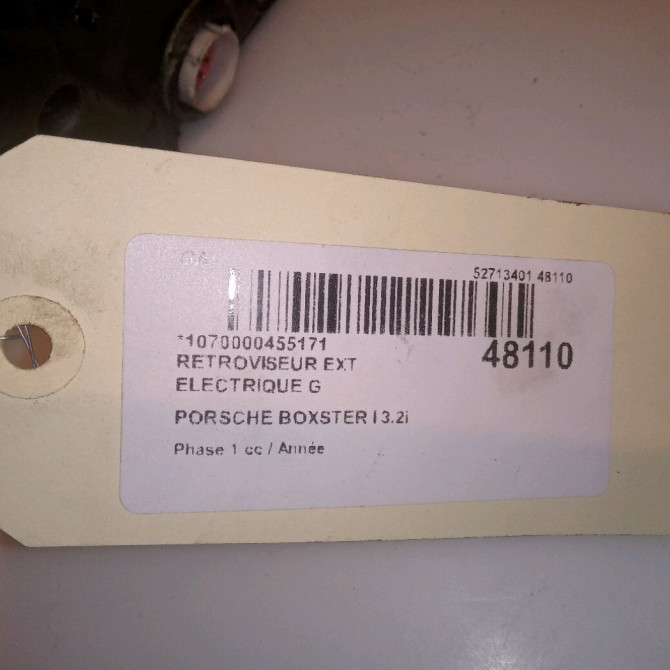 52713401 48110
*1070000455171
48110
RETROVISEUR EXT
ELECTRIQUE G
PORSCHE BOXSTER I 3.2i
Phase 1 cc / Année